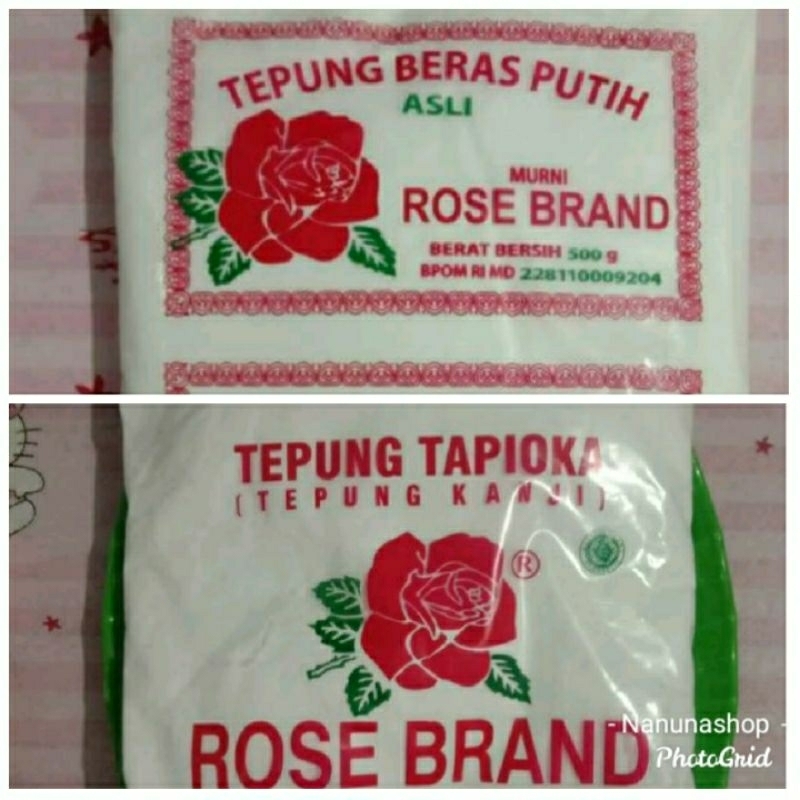 TEPUNG BERAS PUTIH
ASLI
MURNI
ROSE BRAND
BERAT BERSIH 500 g
BPOM RI MD 228110009204
TEPUNG TAPIOKA
(TEPUNG KANJI)
®
ROSE BRAND
- Nanunashop -
PhotoGrid